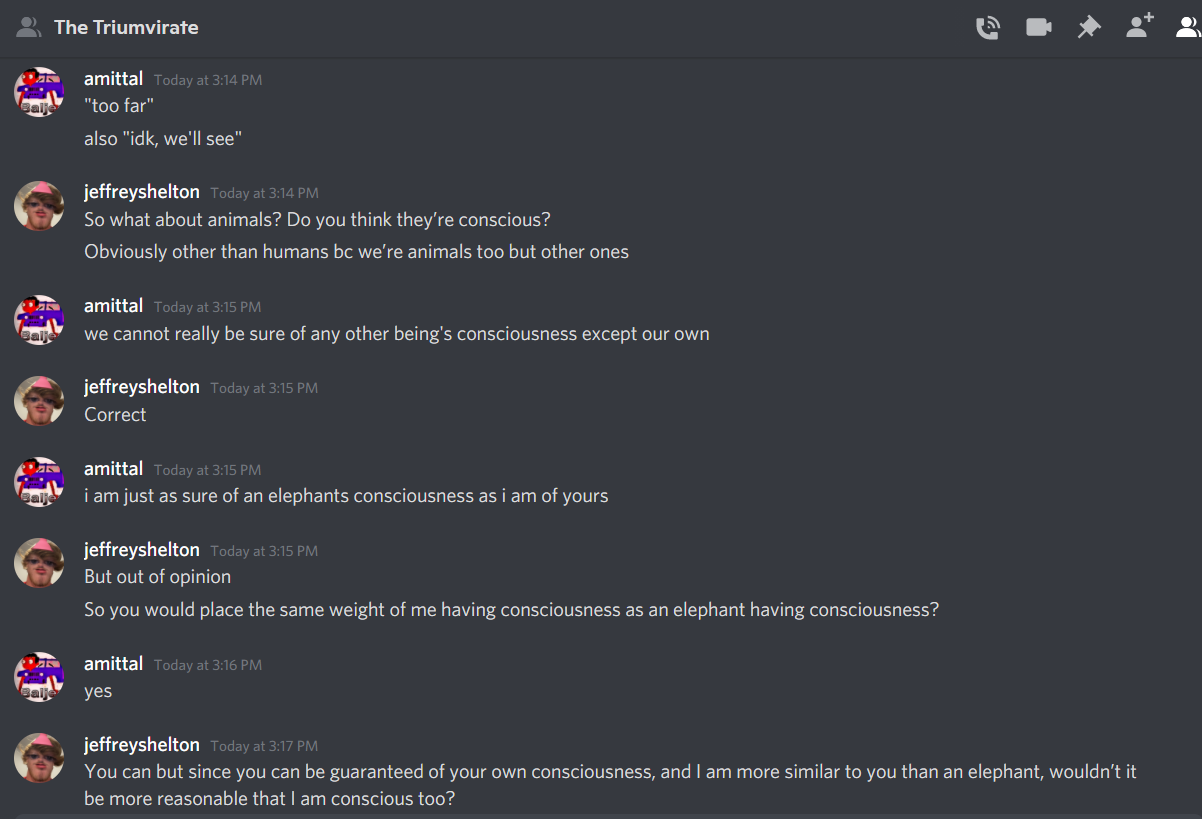 The Triumvirate
amittal Today at 3:14 PM
"too far"
also "idk, we'll see"
jeffreyshelton Today at 3:14 PM
So what about animals? Do you think they’re conscious?
Obviously other than humans bc we’re animals too but other ones
Baije
amittal Today at 3:15 PM
we cannot really be sure of any other being's consciousness except our own
jeffreyshelton Today at 3:15 PM
Correct
Baije
amittal Today at 3:15 PM
i am just as sure of an elephants consciousness as i am of yours
jeffreyshelton Today at 3:15 PM
But out of opinion
So you would place the same weight of me having consciousness as an elephant having consciousness?
Baije
amittal Today at 3:16 PM
yes
jeffreyshelton Today at 3:17 PM
You can but since you can be guaranteed of your own consciousness, and I am more similar to you than an elephant, wouldn’t it
be more reasonable that I am conscious too?